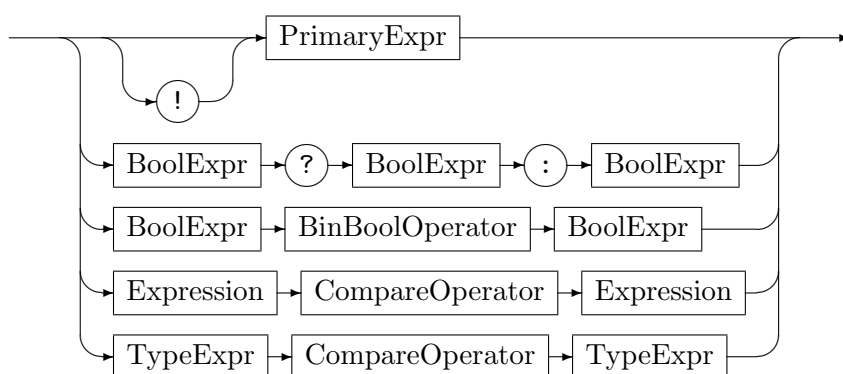 PrimaryExpr
!
BoolExpr ? BoolExpr : BoolExpr
BoolExpr BinBoolOperator BoolExpr
Expression CompareOperator Expression
TypeExpr CompareOperator TypeExpr